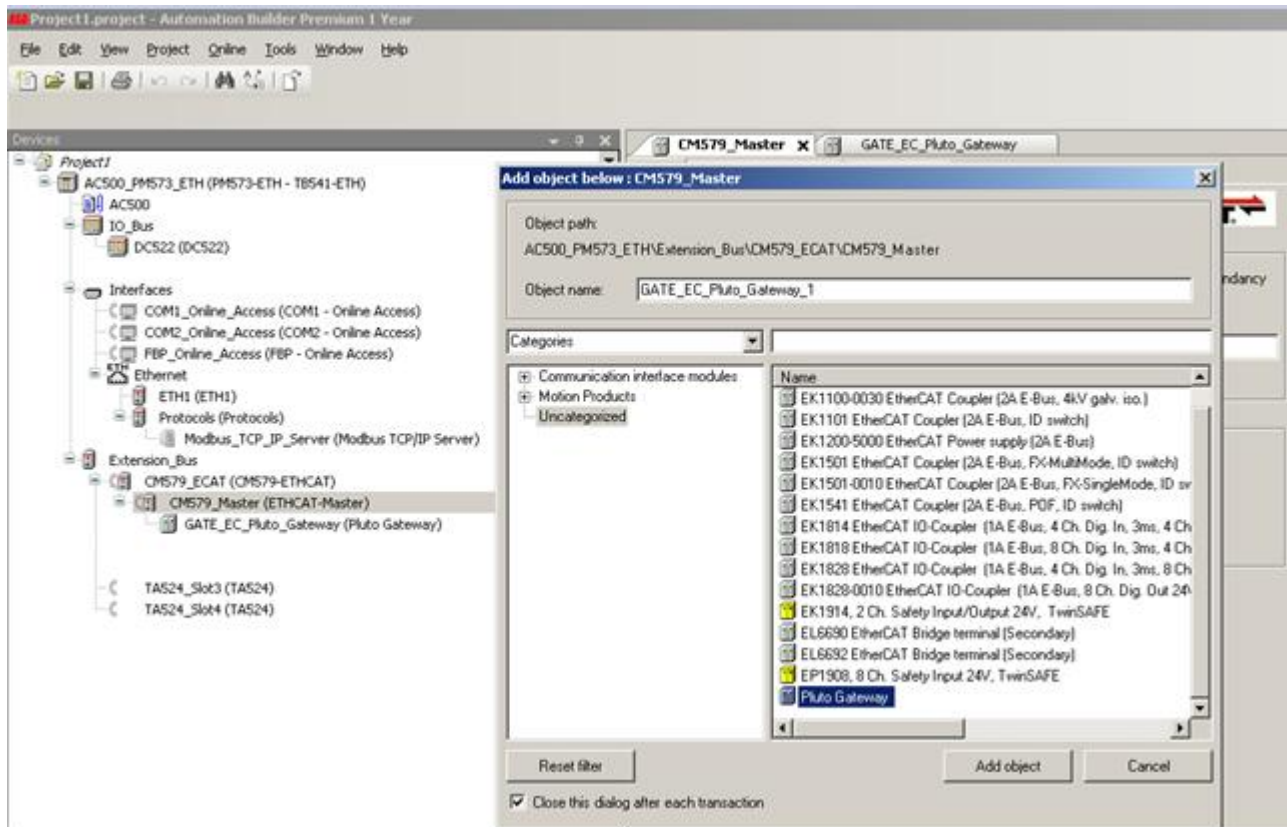 Project1.project - Automation Builder Premium 1 Year
File Edit View Project Online Tools Window Help
Devices
Project1
AC500_PM573_ETH (PM573-ETH - TB541-ETH)
AC500
IO_Bus
DC522 (DC522)
Interfaces
COM1_Online_Access (COM1 - Online Access)
COM2_Online_Access (COM2 - Online Access)
FBP_Online_Access (FBP - Online Access)
ETH
Ethernet
ETH1 (ETH1)
Protocols (Protocols)
Modbus_TCP_IP_Server (Modbus TCP/IP Server)
Extension_Bus
CM579_ECAT (CM579-ETHCAT)
CM579_Master (ETHCAT-Master)
GATE_EC_Pluto_Gateway (Pluto Gateway)
TA524_Slot3 (TA524)
TA524_Slot4 (TA524)
CM579_Master GATE_EC_Pluto_Gateway
Add object below : CM579_Master
Object path:
AC500_PM573_ETH\Extension_Bus\CM579_ECAT\CM579_Master
Object name: GATE_EC_Pluto_Gateway_1
Categories
Communication interface modules
Motion Products
Uncategorized
Name
EK1100-0030 EtherCAT Coupler (2A E-Bus, 4kV galv. iso.)
EK1101 EtherCAT Coupler (2A E-Bus, ID switch)
EK1200-5000 EtherCAT Power supply (2A E-Bus)
EK1501 EtherCAT Coupler (2A E-Bus, FX-MultiMode, ID switch)
EK1501-0010 EtherCAT Coupler (2A E-Bus, FX-SingleMode, ID sw
EK1541 EtherCAT Coupler (2A E-Bus, POF, ID switch)
EK1814 EtherCAT IO-Coupler (1A E-Bus, 4 Ch. Dig. In, 3ms, 4 Ch
EK1818 EtherCAT IO-Coupler (1A E-Bus, 8 Ch. Dig. In, 3ms, 4 Ch
EK1828 EtherCAT IO-Coupler (1A E-Bus, 4 Ch. Dig. In, 3ms, 8 Ch
EK1828-0010 EtherCAT IO-Coupler (1A E-Bus, 8 Ch. Dig. Out 24V
EK1914, 2 Ch. Safety Input/Output 24V, TwinSAFE
EL6690 EtherCAT Bridge terminal (Secondary)
EL6692 EtherCAT Bridge terminal (Secondary)
EP1908, 8 Ch. Safety Input 24V, TwinSAFE
Pluto Gateway
Reset filter Add object Cancel
Close this dialog after each transaction
ndancy